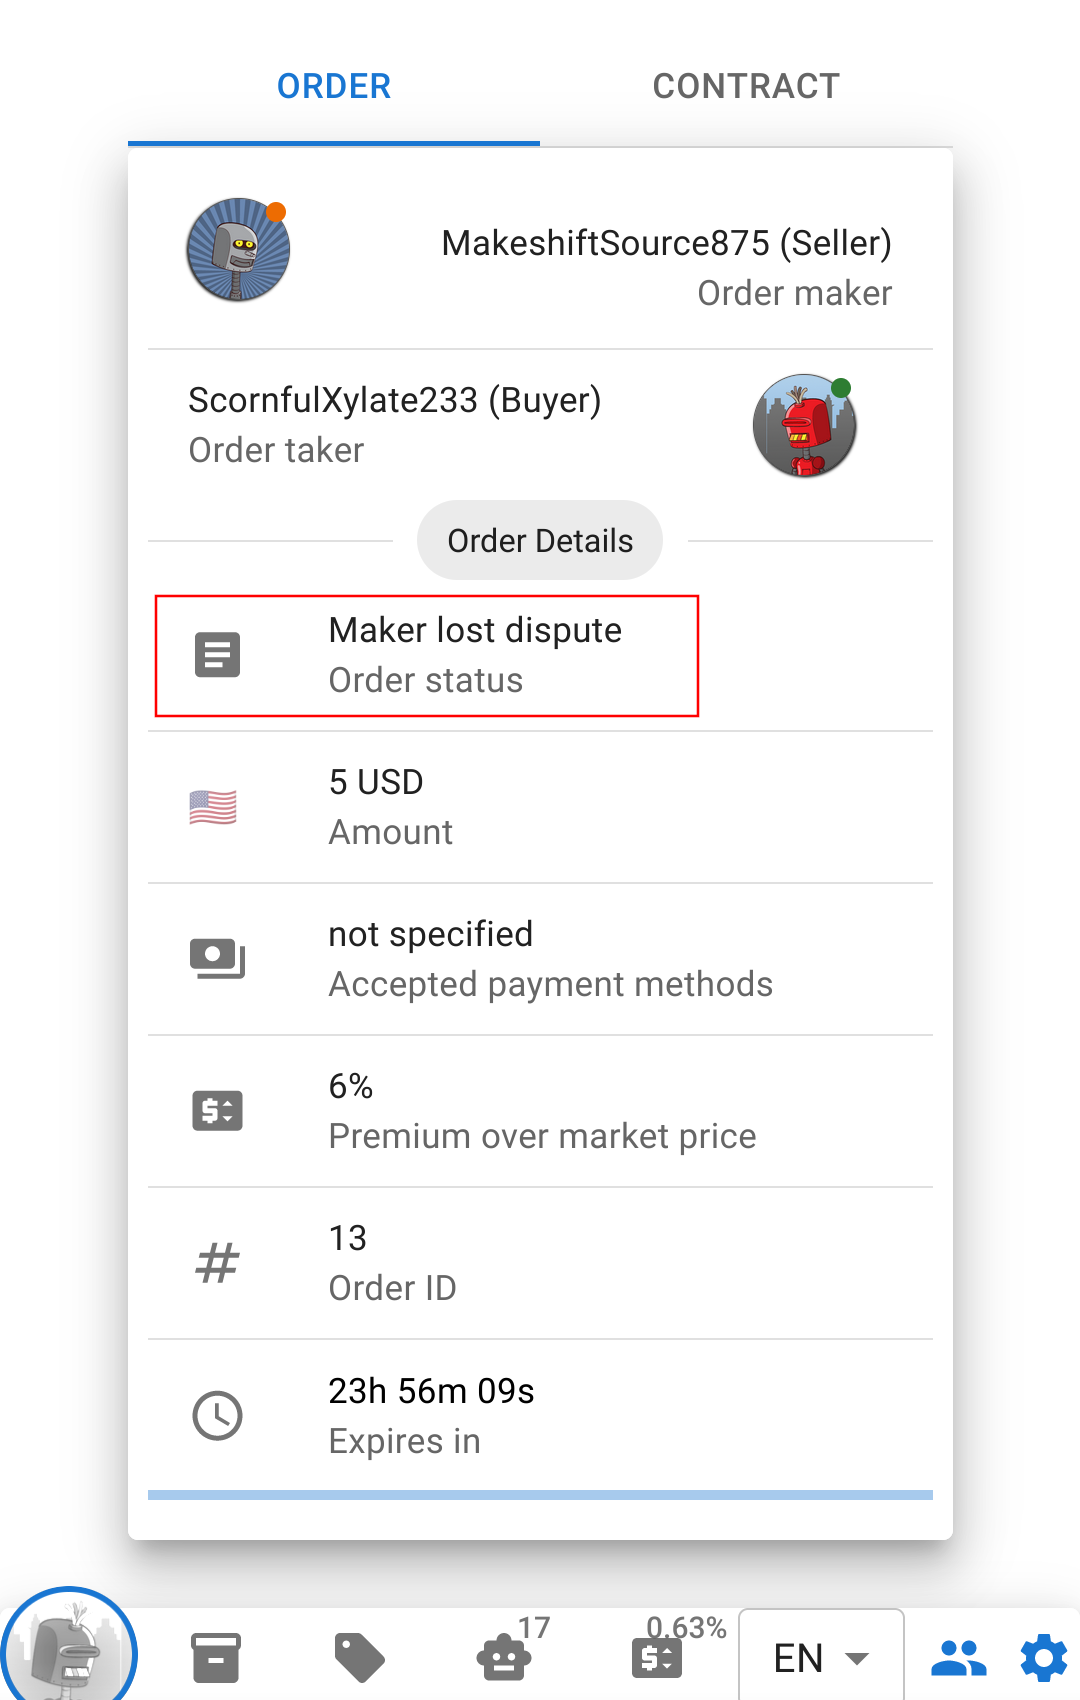 ORDER
CONTRACT
MakeshiftSource875 (Seller)
Order maker
ScornfulXylate233 (Buyer)
Order taker
Order Details
Maker lost dispute
Order status
5 USD
Amount
not specified
Accepted payment methods
6%
Premium over market price
13
Order ID
23h 56m 09s
Expires in
17
0.63%
EN